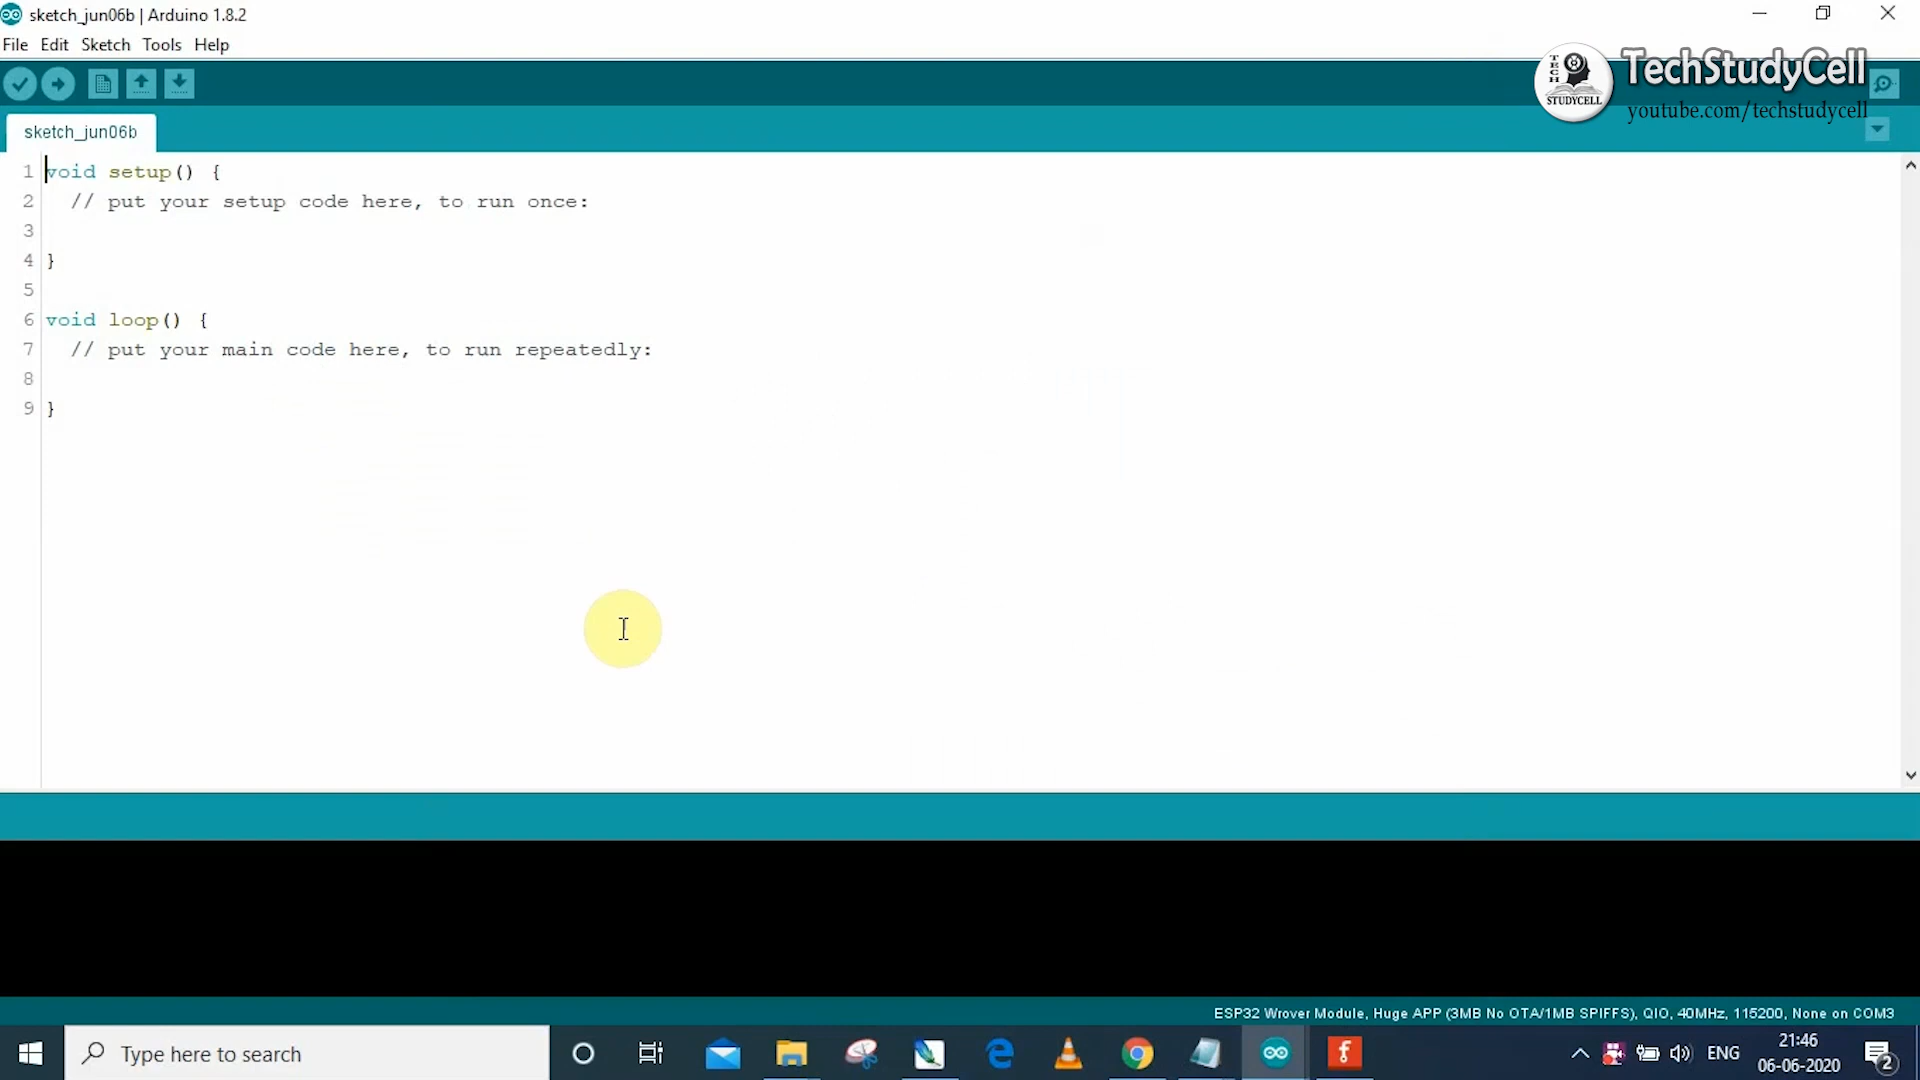 sketch_jun06b | Arduino 1.8.2
File Edit Sketch Tools Help
TECH
STUDYCELL
TechStudyCell
youtube.com/techstudycell
sketch_jun06b
1 void setup() {
2 // put your setup code here, to run once:
3
4 }
5
6 void loop() {
7 // put your main code here, to run repeatedly:
8
9 }
ESP32 Wrover Module, Huge APP (3MB No OTA/1MB SPIFFS), QIO, 40MHz, 115200, None on COM3
Type here to search
ENG
21:46
06-06-2020
2